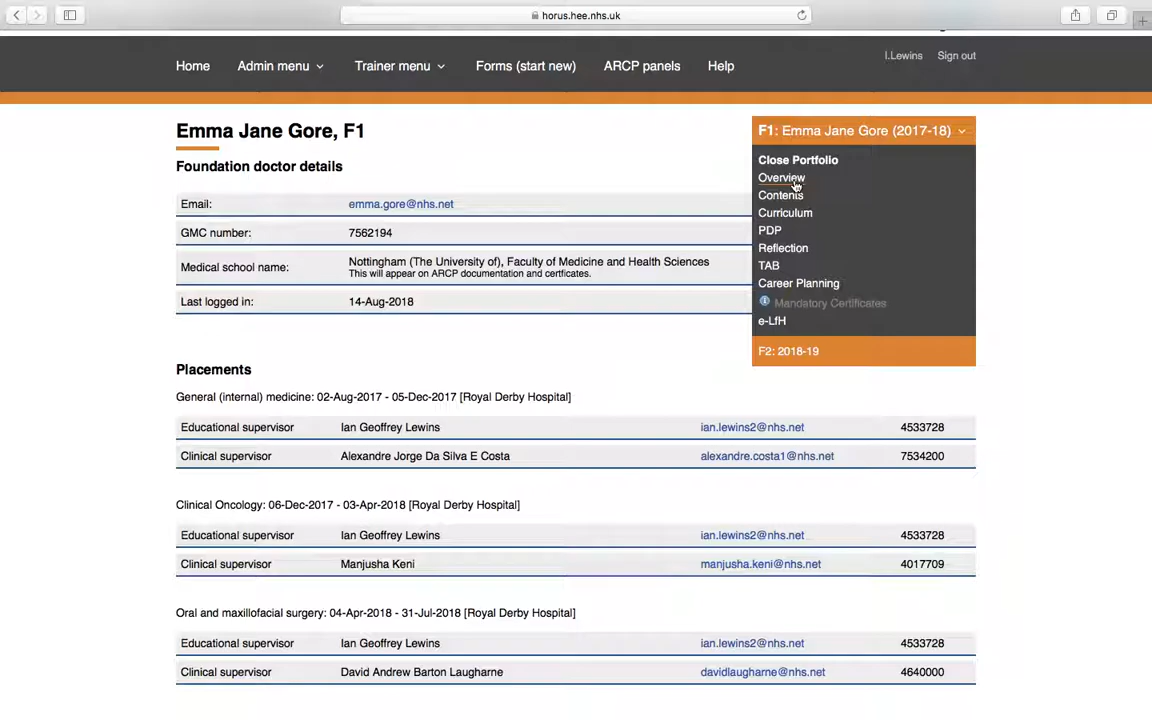 horus.hee.nhs.uk
I.Lewins Sign out
Home Admin menu Trainer menu Forms (start new) ARCP panels Help
Emma Jane Gore, F1
F1: Emma Jane Gore (2017-18)
Close Portfolio
Overview
Contents
Curriculum
PDP
Reflection
TAB
Career Planning
Mandatory Certificates
e-LfH
F2: 2018-19
Foundation doctor details
Email: emma.gore@nhs.net
GMC number: 7562194
Medical school name: Nottingham (The University of), Faculty of Medicine and Health Sciences
This will appear on ARCP documentation and certficates.
Last logged in: 14-Aug-2018
Placements
General (internal) medicine: 02-Aug-2017 - 05-Dec-2017 [Royal Derby Hospital]
Educational supervisor Ian Geoffrey Lewins ian.lewins2@nhs.net 4533728
Clinical supervisor Alexandre Jorge Da Silva E Costa alexandre.costa1@nhs.net 7534200
Clinical Oncology: 06-Dec-2017 - 03-Apr-2018 [Royal Derby Hospital]
Educational supervisor Ian Geoffrey Lewins ian.lewins2@nhs.net 4533728
Clinical supervisor Manjusha Keni manjusha.keni@nhs.net 4017709
Oral and maxillofacial surgery: 04-Apr-2018 - 31-Jul-2018 [Royal Derby Hospital]
Educational supervisor Ian Geoffrey Lewins ian.lewins2@nhs.net 4533728
Clinical supervisor David Andrew Barton Laugharne davidlaugharne@nhs.net 4640000